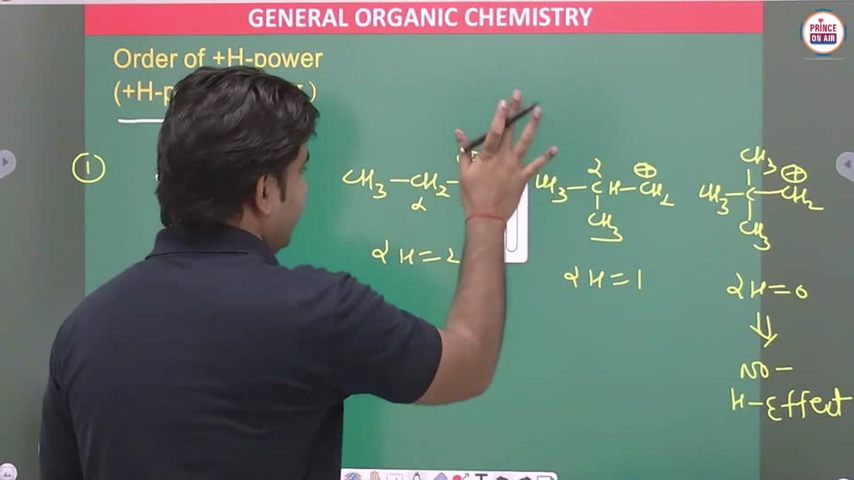 GENERAL ORGANIC CHEMISTRY
PRINCE
ON AIR
Order of +H-power
(+H-p
①
CH₃—CH₂
α
αH=2
CH₃—CH—CH₂
α
⊕
CH₃
αH=1
CH₃
CH₃—C—CH₂
⊕
CH₃
αH=0
⇓
NO—
H-Effect